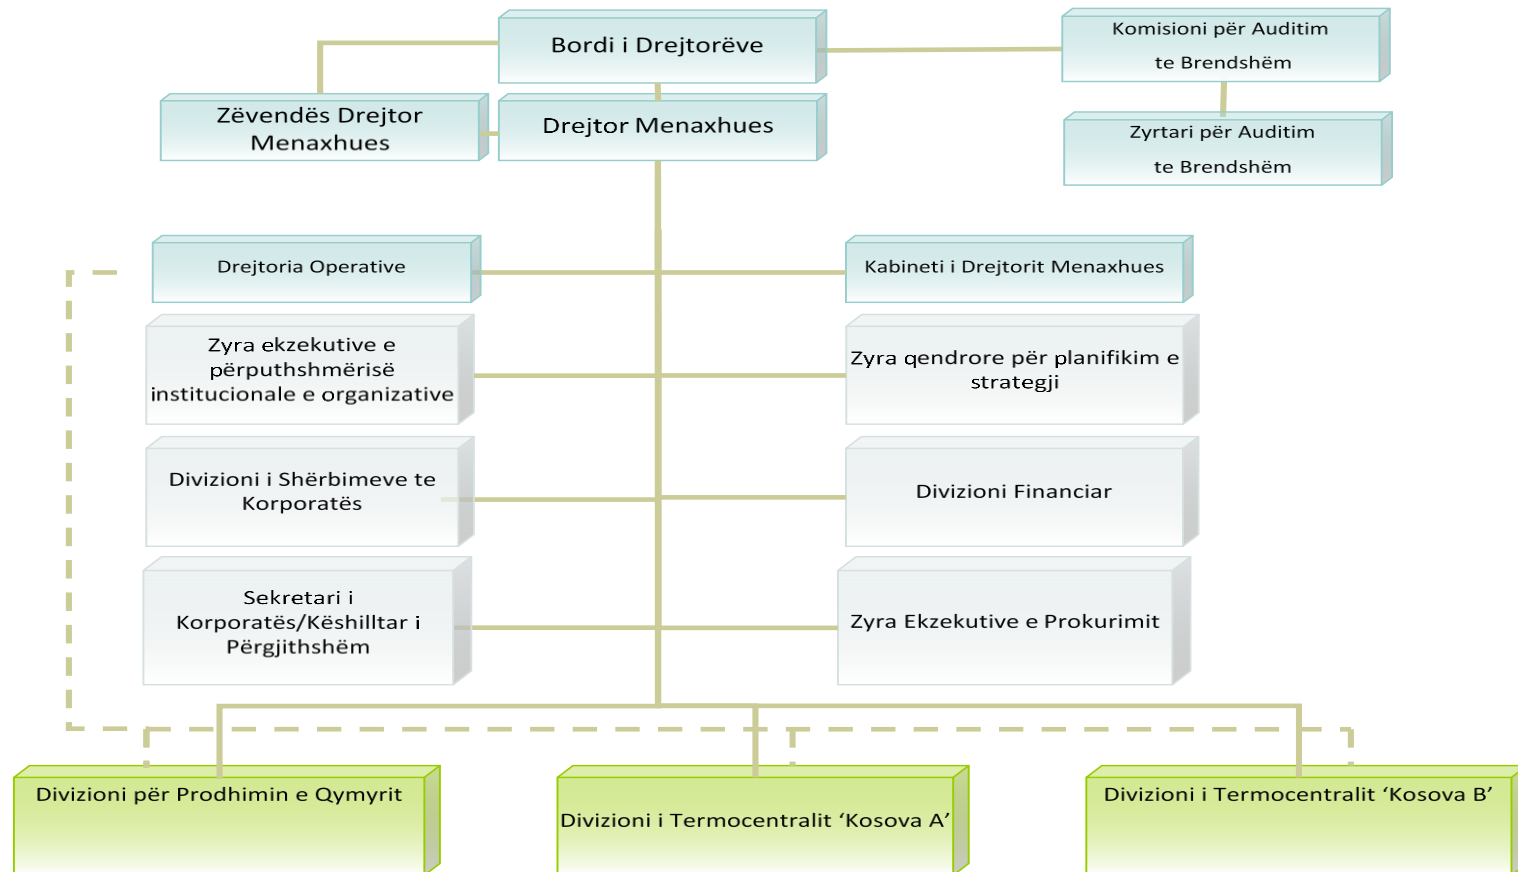 Bordi i Drejtorëve
Komisioni për Auditim
te Brendshëm
Zëvendës Drejtor
Menaxhues
Drejtor Menaxhues
Zyrtari për Auditim
te Brendshëm
Drejtoria Operative
Kabineti i Drejtorit Menaxhues
Zyra ekzekutive e
përputhshmërisë
institucionale e organizative
Zyra qendrore për planifikim e
strategji
Divizioni i Shërbimeve te
Korporatës
Divizioni Financiar
Sekretari i
Korporatës/Këshilltar i
Përgjithshëm
Zyra Ekzekutive e Prokurimit
Divizioni për Prodhimin e Qymyrit
Divizioni i Termocentralit ‘Kosova A’
Divizioni i Termocentralit ‘Kosova B’